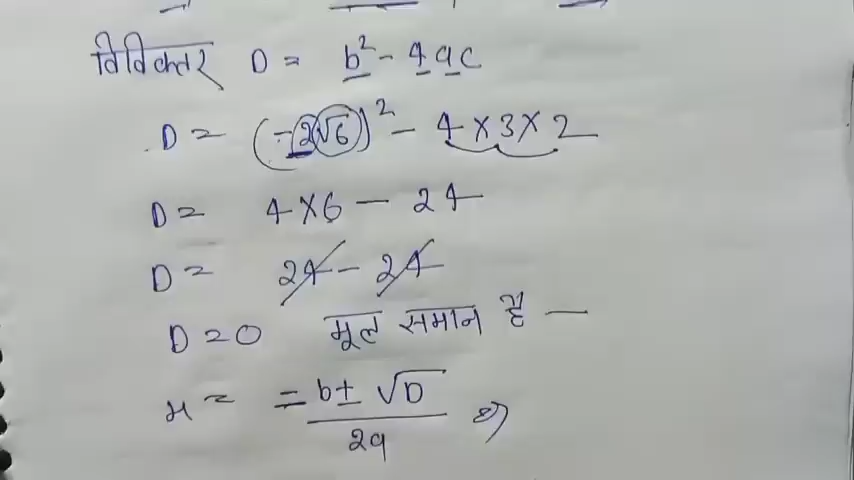 विविक्तर D = b² - 4ac
D = (-2√6)² - 4×3×2
D = 4×6 - 24
D = 24 - 24
D = 0 मूल समान है —
x = = b ± √D / 2a